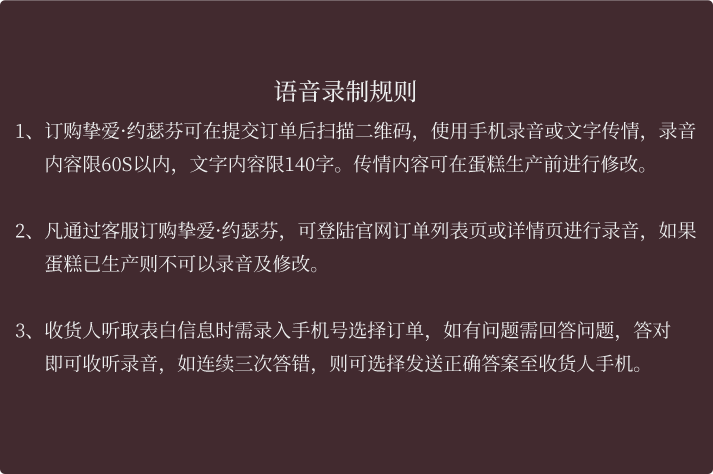 语音录制规则
1、订购挚爱·约瑟芬可在提交订单后扫描二维码，使用手机录音或文字传情，录音
内容限60S以内，文字内容限140字。传情内容可在蛋糕生产前进行修改。
2、凡通过客服订购挚爱·约瑟芬，可登陆官网订单列表页或详情页进行录音，如果
蛋糕已生产则不可以录音及修改。
3、收货人听取表白信息时需录入手机号选择订单，如有问题需回答问题，答对
即可收听录音，如连续三次答错，则可选择发送正确答案至收货人手机。